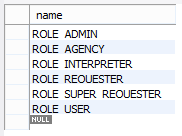 name
ROLE ADMIN
ROLE AGENCY
ROLE INTERPRETER
ROLE REQUESTER
ROLE SUPER REQUESTER
ROLE USER
NULL